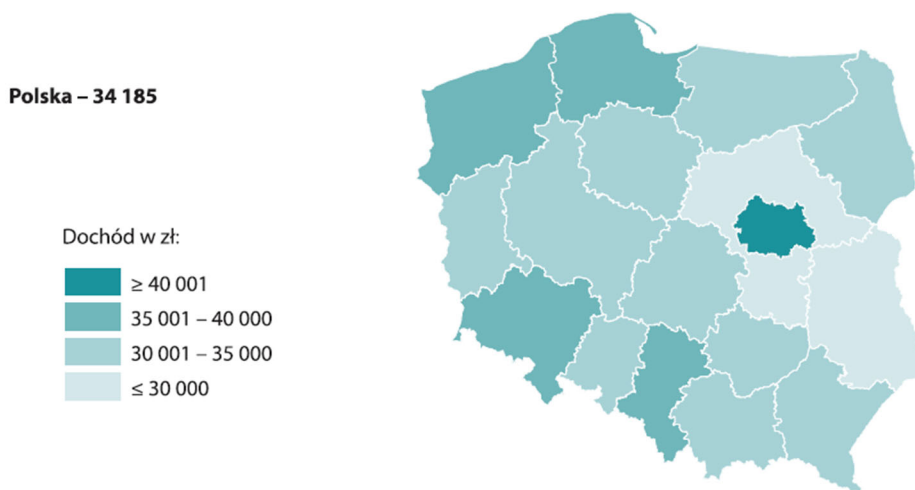 Polska – 34 185
Dochód w zł:
≥ 40 001
35 001 – 40 000
30 001 – 35 000
≤ 30 000